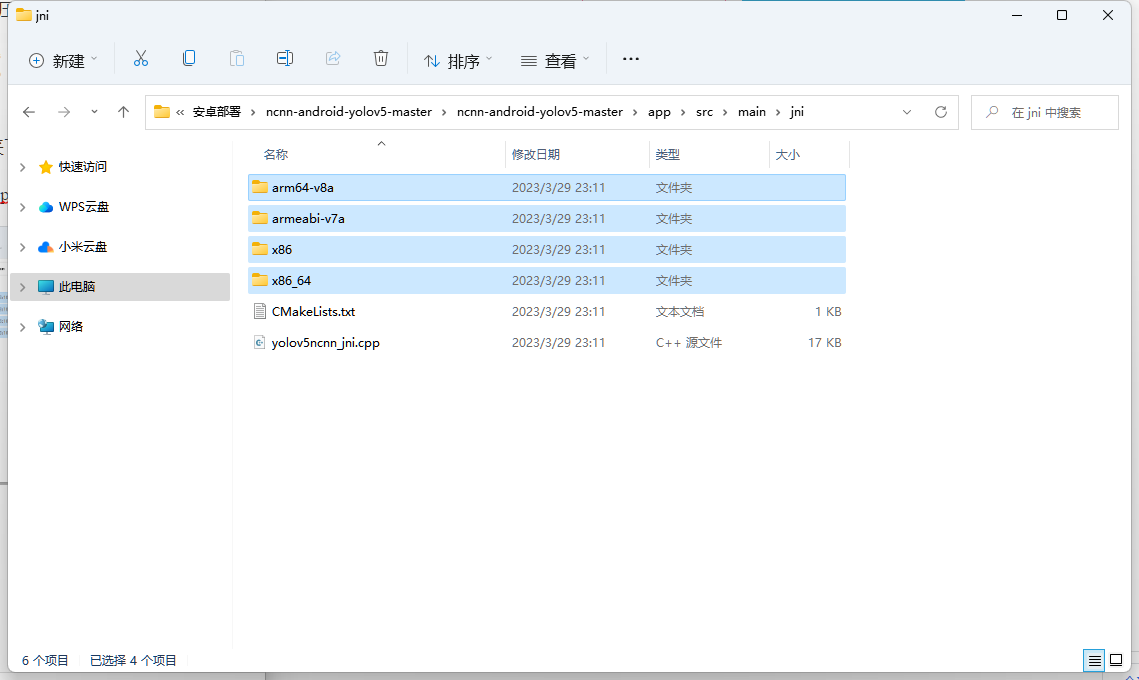 jni
新建
排序
查看
« 安卓部署 › ncnn-android-yolov5-master › ncnn-android-yolov5-master › app › src › main › jni
在 jni 中搜索
快速访问
WPS云盘
小米云盘
此电脑
网络
名称 修改日期 类型 大小
arm64-v8a 2023/3/29 23:11 文件夹
armeabi-v7a 2023/3/29 23:11 文件夹
x86 2023/3/29 23:11 文件夹
x86_64 2023/3/29 23:11 文件夹
CMakeLists.txt 2023/3/29 23:11 文本文档 1 KB
yolov5ncnn_jni.cpp 2023/3/29 23:11 C++ 源文件 17 KB
6 个项目 已选择 4 个项目